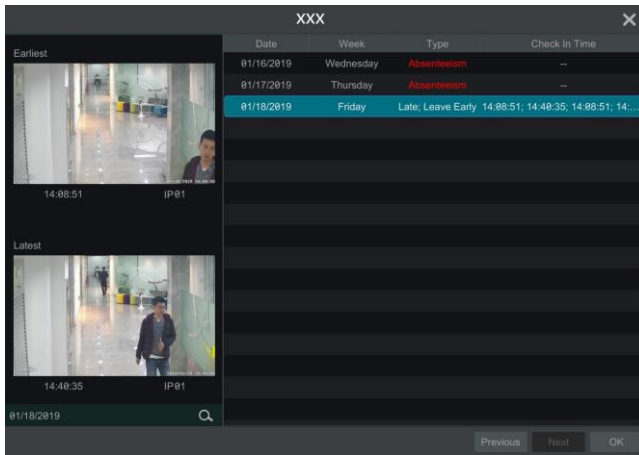 XXX
Earliest
14:08:51 IP01
Latest
14:40:35 IP01
01/18/2019
Date Week Type Check In Time
01/16/2019 Wednesday Absenteeism --
01/17/2019 Thursday Absenteeism --
01/18/2019 Friday Late; Leave Early 14:08:51; 14:40:35; 14:08:51; 14:...
Previous Next OK